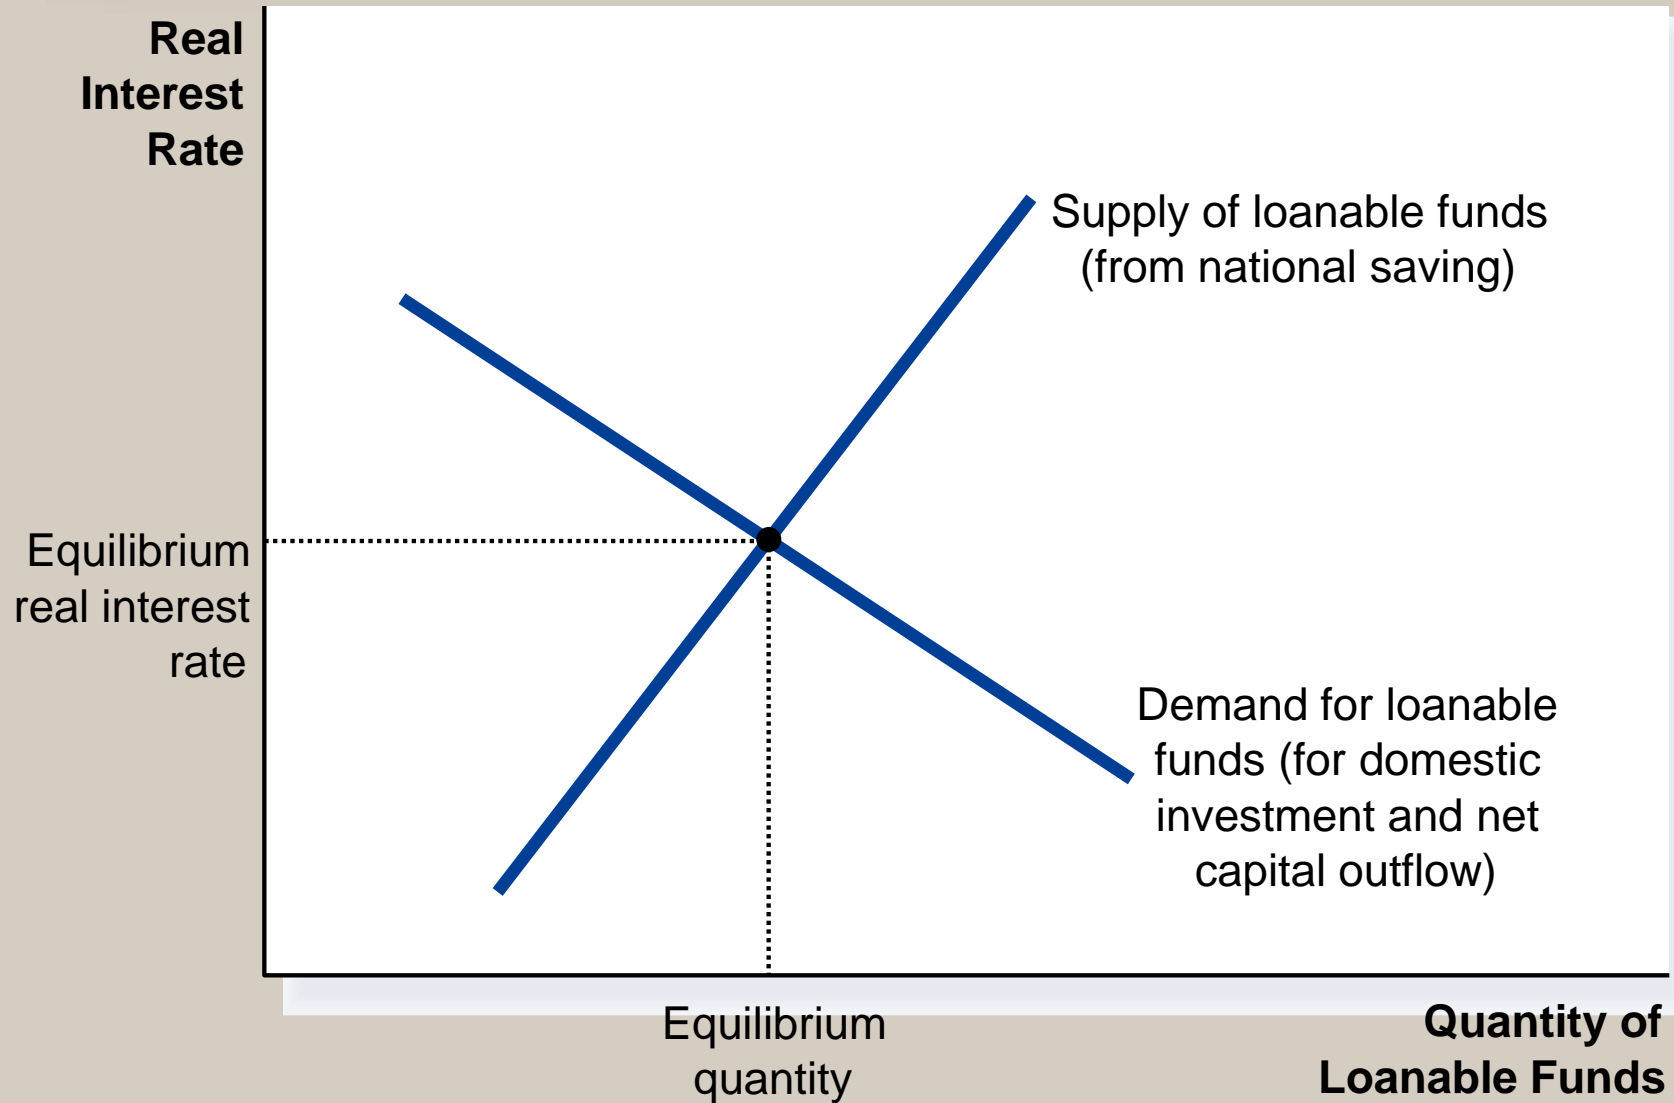 Real
Interest
Rate
Supply of loanable funds
(from national saving)
Equilibrium
real interest
rate
Demand for loanable
funds (for domestic
investment and net
capital outflow)
Equilibrium
quantity
Quantity of
Loanable Funds